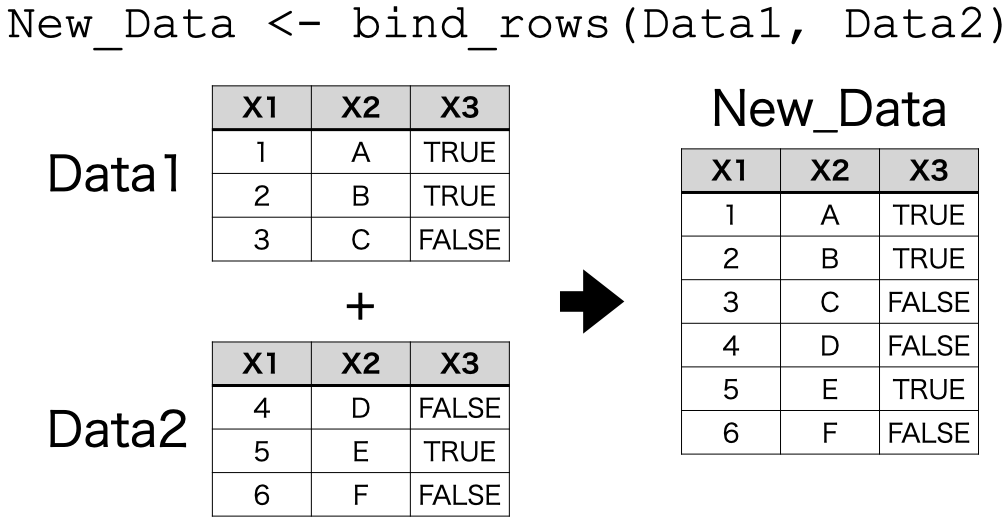 New_Data <- bind_rows(Data1, Data2)
Data1
X1 X2 X3
1 A TRUE
2 B TRUE
3 C FALSE
+
Data2
X1 X2 X3
4 D FALSE
5 E TRUE
6 F FALSE
New_Data
X1 X2 X3
1 A TRUE
2 B TRUE
3 C FALSE
4 D FALSE
5 E TRUE
6 F FALSE